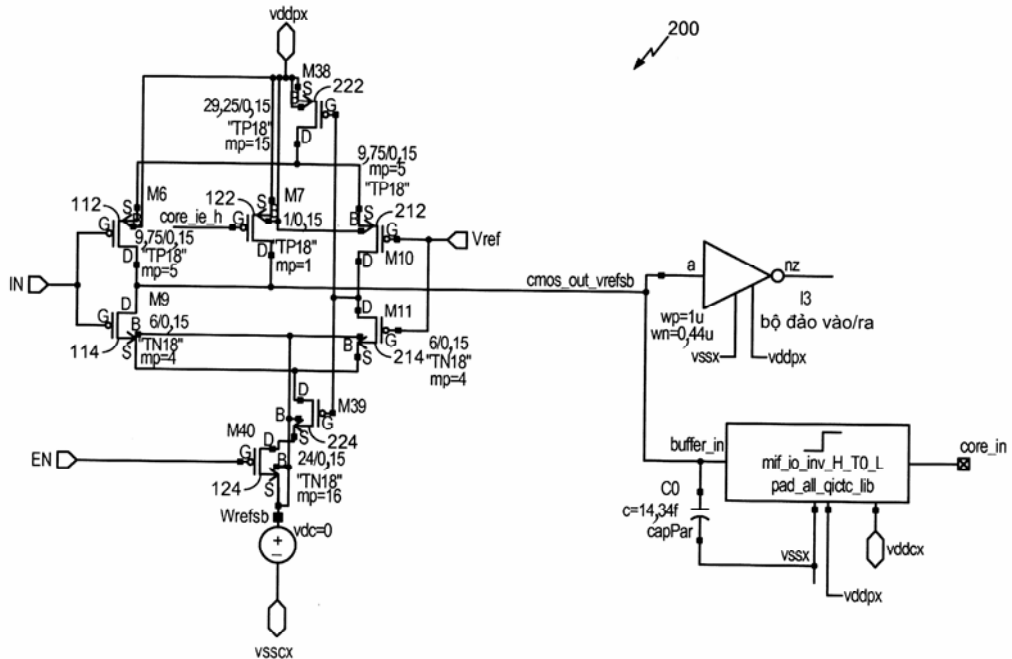 vddpx
200
M38
B
S
222
G
29,25/0,15
"TP18"
mp=15
D
9,75/0,15
mp=5
"TP18"
M6
112
S
B
G
core_ie_h
122
M7
S
B
G
1/0,15
212
B
S
G
Vref
9,75/0,15
"TP18"
mp=5
D
D
"TP18"
mp=1
D
M10
IN
cmos_out_vrefsb
a
nz
I3
wp=1u
wn=0,44u
bộ đảo vào/ra
vssx
vddpx
M9
D
G
6/0,15
B
"TN18"
mp=4
S
114
D
M11
G
B
S
214
6/0,15
"TN18"
mp=4
D
M39
B
G
S
224
M40
D
G
B
S
124
24/0,15
"TN18"
mp=16
EN
Wrefsb
vdc=0
+
−
vsscx
buffer_in
mif_io_inv_H_T0_L
pad_all_qictc_lib
core_in
C0
c=14,34f
capPar
vssx
vddcx
vddpx